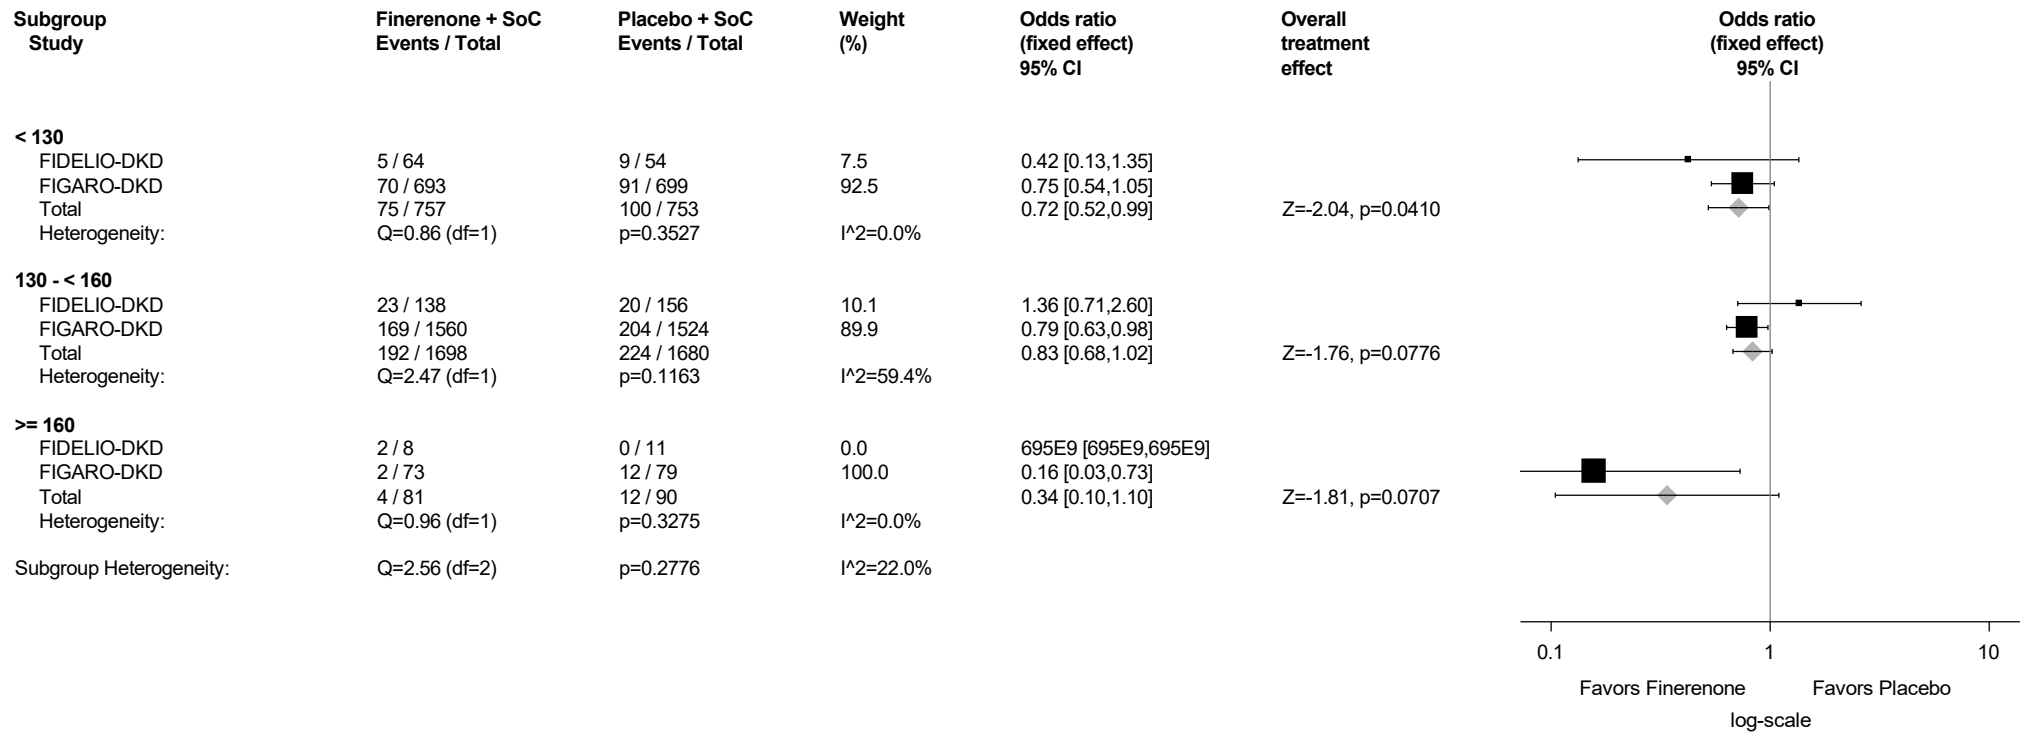 Subgroup Finerenone + SoC Placebo + SoC Weight Odds ratio Overall Odds ratio
Study Events / Total Events / Total (%) (fixed effect) treatment (fixed effect)
95% CI effect 95% CI
< 130
FIDELIO-DKD 5 / 64 9 / 54 7.5 0.42 [0.13,1.35]
FIGARO-DKD 70 / 693 91 / 699 92.5 0.75 [0.54,1.05]
Total 75 / 757 100 / 753 0.72 [0.52,0.99] Z=-2.04, p=0.0410
Heterogeneity: Q=0.86 (df=1) p=0.3527 I^2=0.0%
130 - < 160
FIDELIO-DKD 23 / 138 20 / 156 10.1 1.36 [0.71,2.60]
FIGARO-DKD 169 / 1560 204 / 1524 89.9 0.79 [0.63,0.98]
Total 192 / 1698 224 / 1680 0.83 [0.68,1.02] Z=-1.76, p=0.0776
Heterogeneity: Q=2.47 (df=1) p=0.1163 I^2=59.4%
>= 160
FIDELIO-DKD 2 / 8 0 / 11 0.0 695E9 [695E9,695E9]
FIGARO-DKD 2 / 73 12 / 79 100.0 0.16 [0.03,0.73]
Total 4 / 81 12 / 90 0.34 [0.10,1.10] Z=-1.81, p=0.0707
Heterogeneity: Q=0.96 (df=1) p=0.3275 I^2=0.0%
Subgroup Heterogeneity: Q=2.56 (df=2) p=0.2776 I^2=22.0%
0.1 1 10
Favors Finerenone Favors Placebo
log-scale